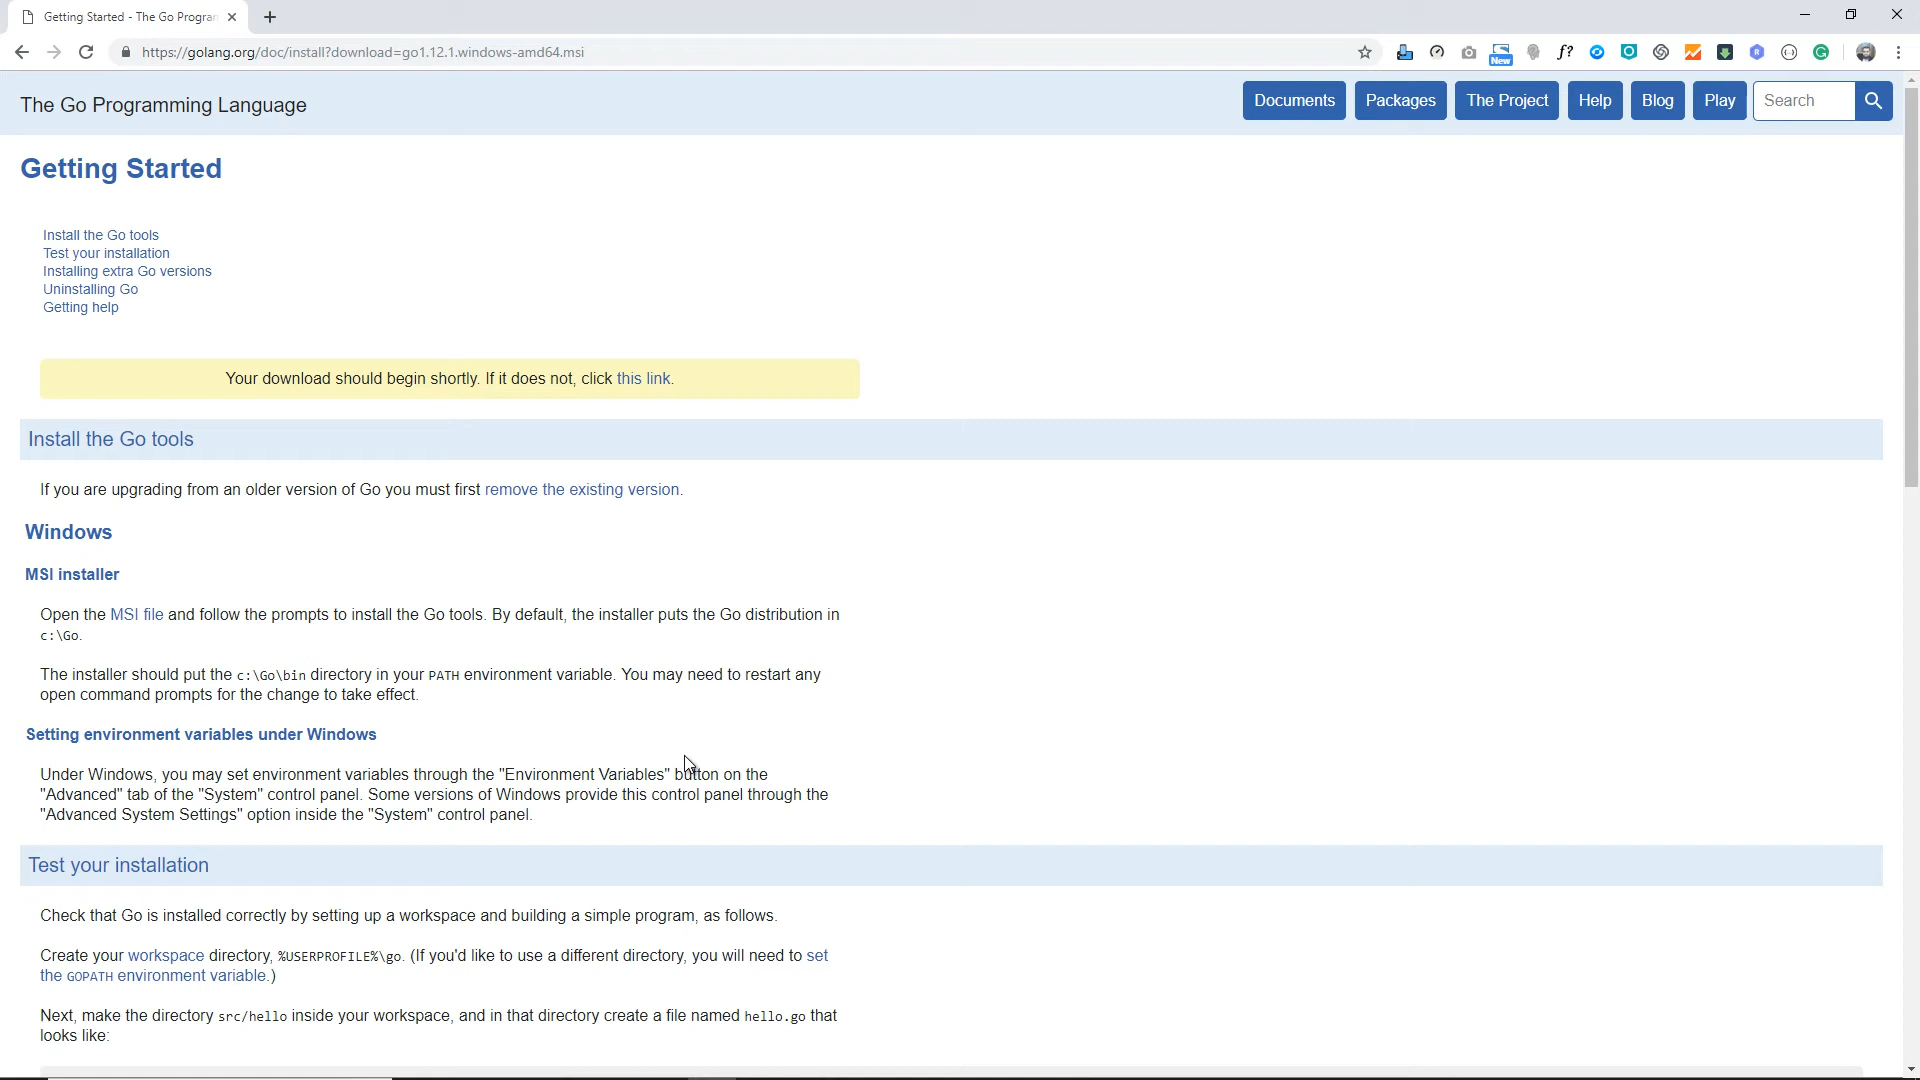 Getting Started - The Go Program
https://golang.org/doc/install?download=go1.12.1.windows-amd64.msi
f?
New
R
The Go Programming Language
Documents
Packages
The Project
Help
Blog
Play
Search
Getting Started
Install the Go tools
Test your installation
Installing extra Go versions
Uninstalling Go
Getting help
Your download should begin shortly. If it does not, click this link.
Install the Go tools
If you are upgrading from an older version of Go you must first remove the existing version.
Windows
MSI installer
Open the MSI file and follow the prompts to install the Go tools. By default, the installer puts the Go distribution in
c:\Go.
The installer should put the c:\Go\bin directory in your PATH environment variable. You may need to restart any
open command prompts for the change to take effect.
Setting environment variables under Windows
Under Windows, you may set environment variables through the "Environment Variables" button on the
"Advanced" tab of the "System" control panel. Some versions of Windows provide this control panel through the
"Advanced System Settings" option inside the "System" control panel.
Test your installation
Check that Go is installed correctly by setting up a workspace and building a simple program, as follows.
Create your workspace directory, %USERPROFILE%\go. (If you'd like to use a different directory, you will need to set
the GOPATH environment variable.)
Next, make the directory src/hello inside your workspace, and in that directory create a file named hello.go that
looks like: